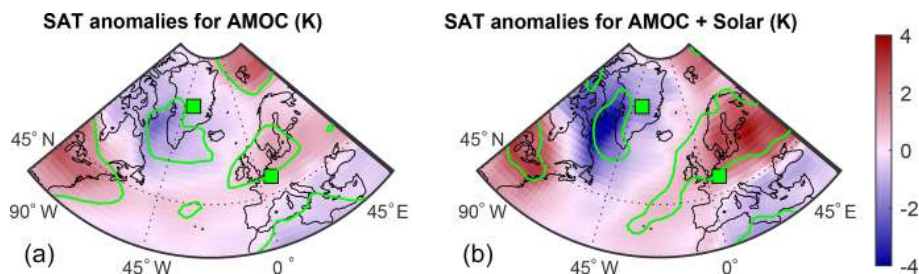 SAT anomalies for AMOC (K)
SAT anomalies for AMOC + Solar (K)
45° N
90° W
45° W
0°
45° E
(a)
45° N
90° W
45° W
0°
45° E
(b)
4
2
0
-2
-4